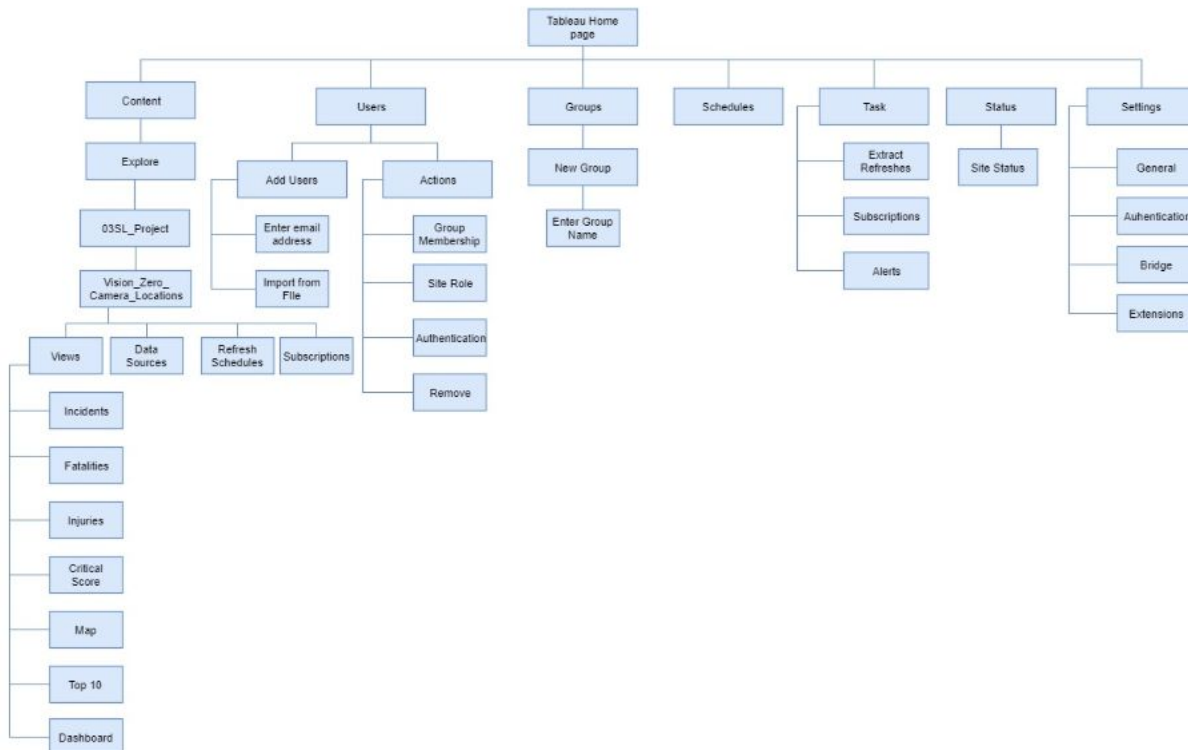 Tableau Home
page
Content
Users
Groups
Schedules
Task
Status
Settings
Explore
Add Users
Actions
New Group
Extract
Refreshes
Site Status
General
03SL_Project
Enter email
address
Group
Membership
Enter Group
Name
Subscriptions
Auhentication
Vision_Zero_
Camera_Locations
Import from
FIle
Site Role
Alerts
Bridge
Views
Data
Sources
Refresh
Schedules
Subscriptions
Authentication
Extensions
Remove
Incidents
Fatalities
Injuries
Critical
Score
Map
Top 10
Dashboard